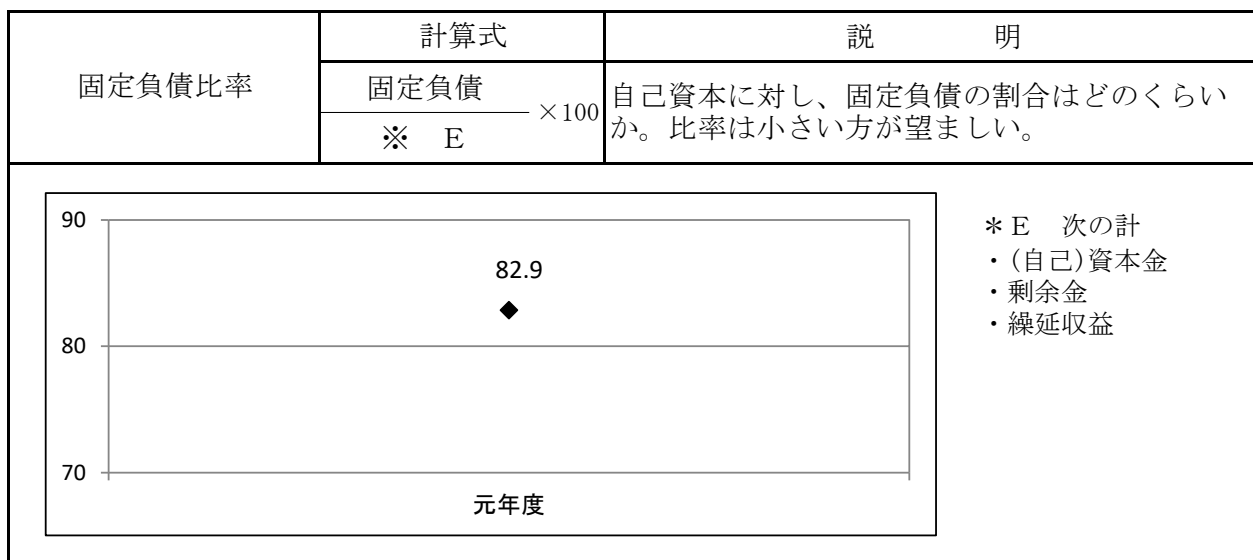 固定負債比率
計算式
説　　　　明
固定負債
※　Ｅ
×100
自己資本に対し、固定負債の割合はどのくらい
か。比率は小さい方が望ましい。
90
80
70
82.9
元年度
＊Ｅ　次の計
・(自己)資本金
・剰余金
・繰延収益